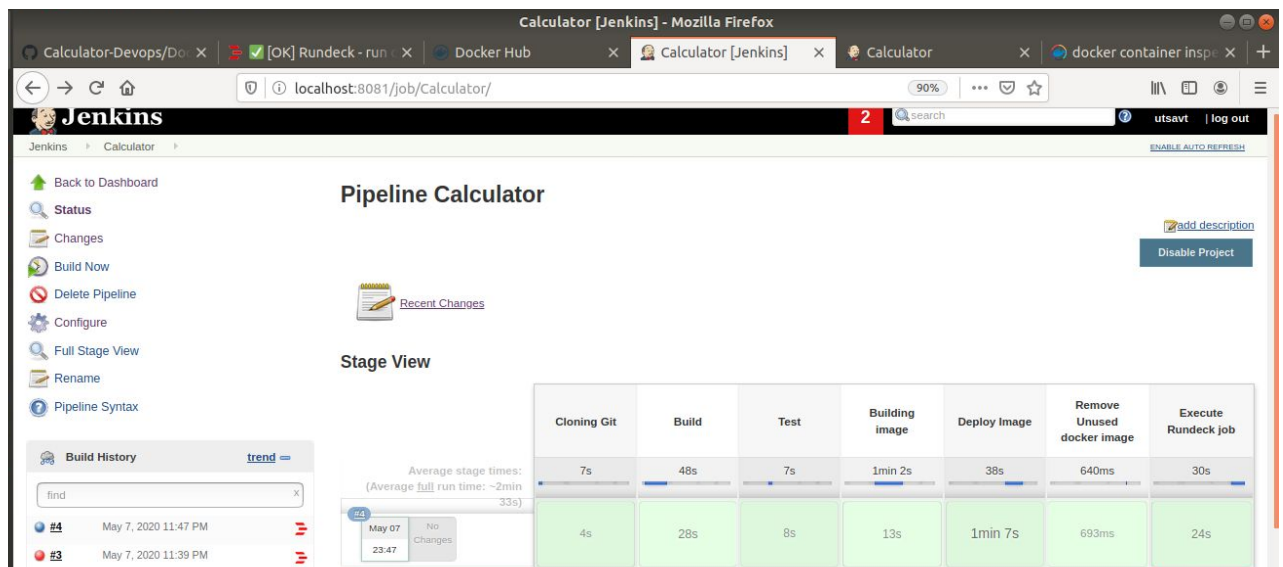 Calculator [Jenkins] - Mozilla Firefox
Calculator-Devops/Do
[OK] Rundeck - run
Docker Hub
Calculator [Jenkins]
Calculator
docker container inspe
localhost:8081/job/Calculator/
90%
Jenkins
2
search
utsavt | log out
Jenkins Calculator
ENABLE AUTO REFRESH
Back to Dashboard
Status
Changes
Build Now
Delete Pipeline
Configure
Full Stage View
Rename
Pipeline Syntax
Build History trend
find x
#4 May 7, 2020 11:47 PM
#3 May 7, 2020 11:39 PM
Pipeline Calculator
add description
Disable Project
Recent Changes
Stage View
Cloning Git
Build
Test
Building
image
Deploy Image
Remove
Unused
docker image
Execute
Rundeck job
Average stage times:
(Average full run time: ~2min
33s)
7s 48s 7s 1min 2s 38s 640ms 30s
#4
May 07
23:47
No
Changes
4s 28s 8s 13s 1min 7s 693ms 24s